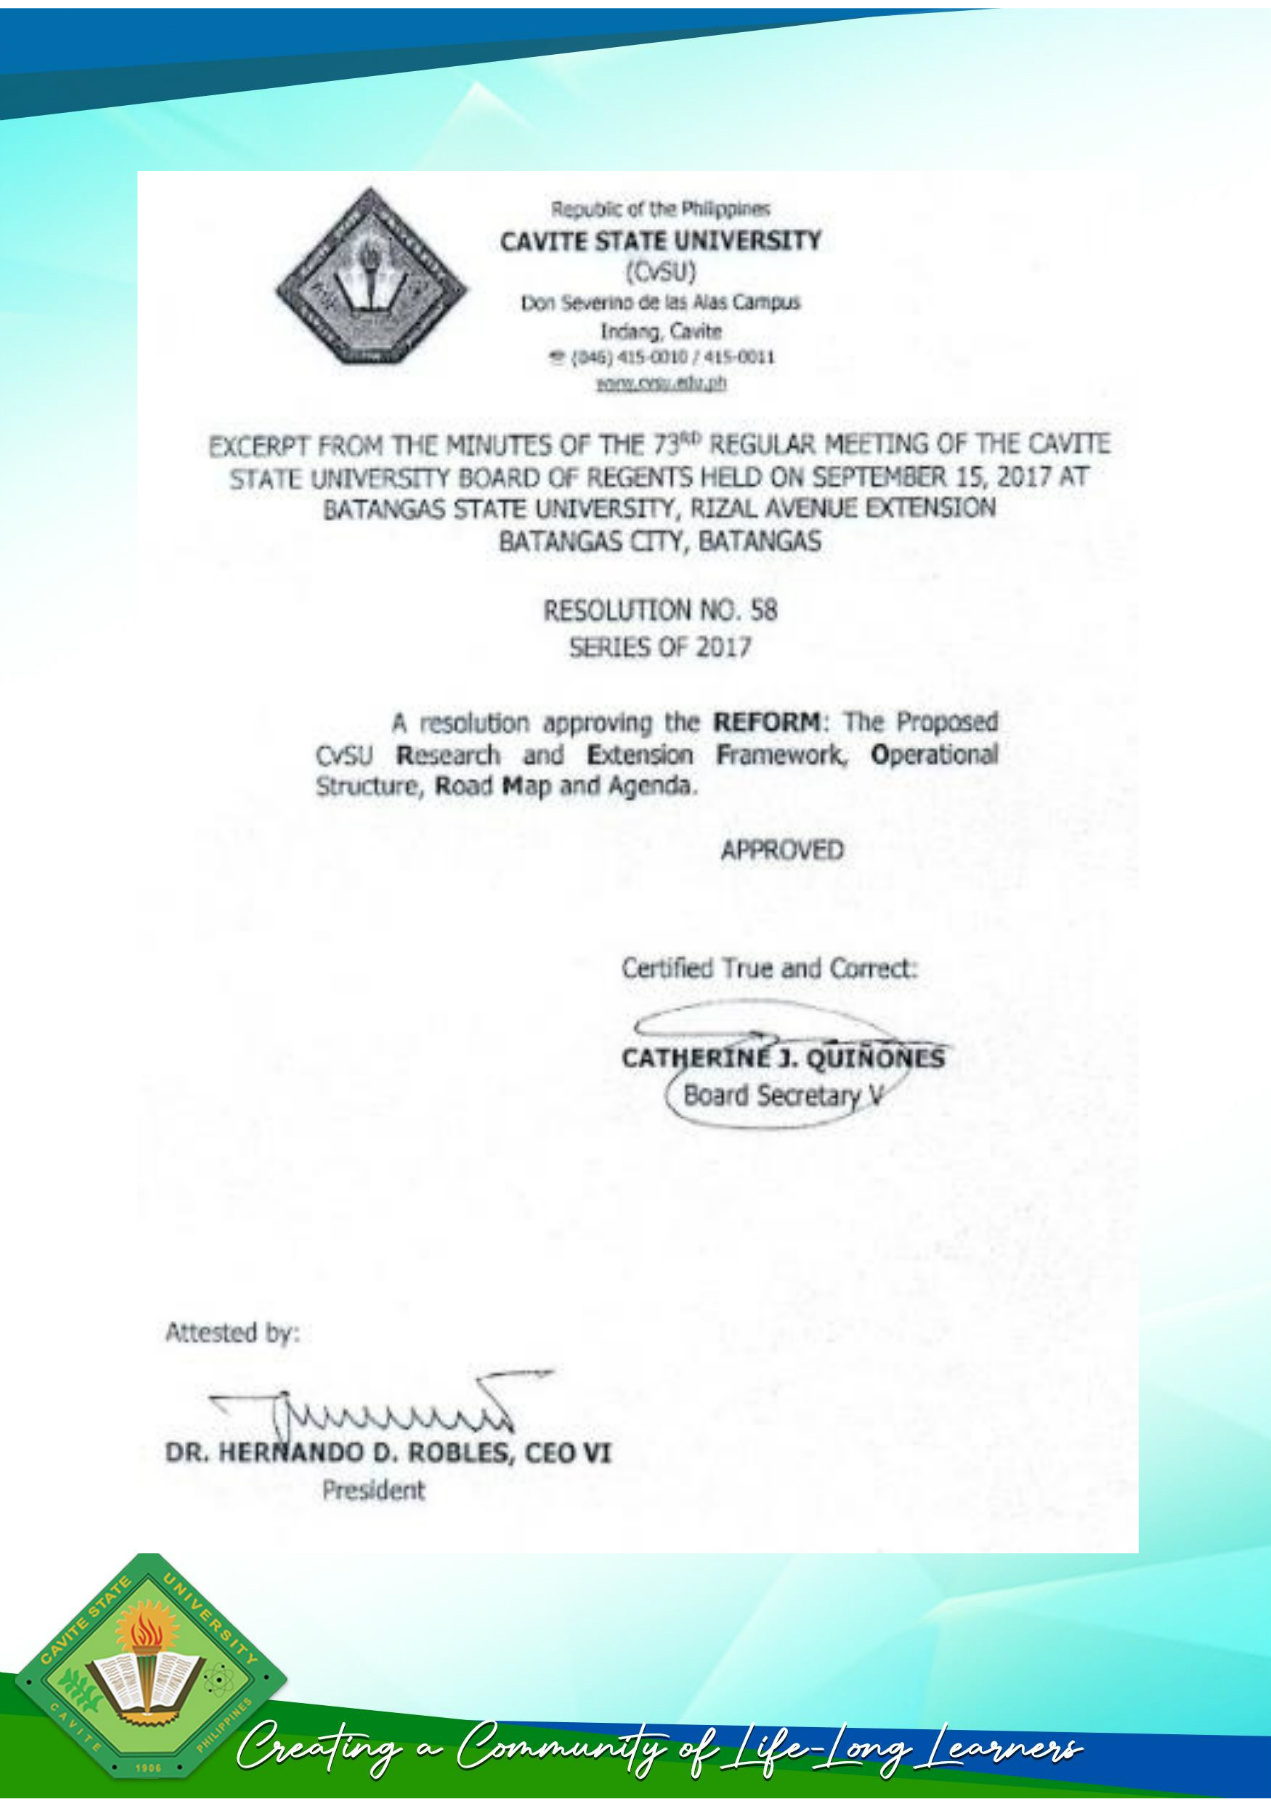 Republic of the Philippines
CAVITE STATE UNIVERSITY
(CvSU)
Don Severino de las Alas Campus
Indang, Cavite
☎ (046) 415-0010 / 415-0011
www.cvsu.edu.ph
EXCERPT FROM THE MINUTES OF THE 73RD REGULAR MEETING OF THE CAVITE
STATE UNIVERSITY BOARD OF REGENTS HELD ON SEPTEMBER 15, 2017 AT
BATANGAS STATE UNIVERSITY, RIZAL AVENUE EXTENSION
BATANGAS CITY, BATANGAS
RESOLUTION NO. 58
SERIES OF 2017
A resolution approving the REFORM: The Proposed
CvSU Research and Extension Framework, Operational
Structure, Road Map and Agenda.
APPROVED
Certified True and Correct:
CATHERINE J. QUIÑONES
Board Secretary V
Attested by:
DR. HERNANDO D. ROBLES, CEO VI
President
CAVITE STATE UNIVERSITY
CAVITE PHILIPPINES
1906
Creating a Community of Life-Long Learners